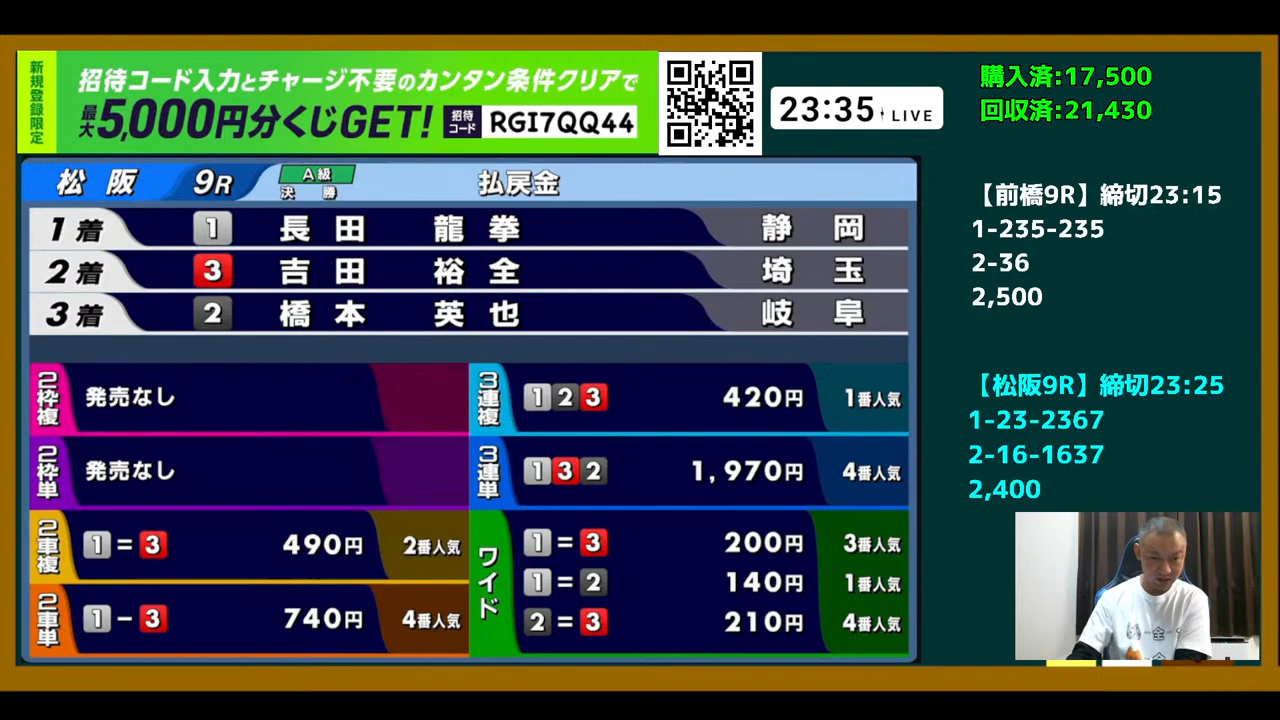 新規登録限定
招待コード入力とチャージ不要のカンタン条件クリアで
最大5,000円分くじGET!
招待コード RGI7QQ44
23:35 LIVE
購入済:17,500
回収済:21,430
松阪 9R A級 決勝 払戻金
1着 1 長田 龍拳 静岡
2着 3 吉田 裕全 埼玉
3着 2 橋本 英也 岐阜
2枠複 発売なし
2枠単 発売なし
2車複 1=3 490円 2番人気
2車単 1-3 740円 4番人気
3連複 1 2 3 420円 1番人気
3連単 1 3 2 1,970円 4番人気
ワイド
1=3 200円 3番人気
1=2 140円 1番人気
2=3 210円 4番人気
【前橋9R】締切23:15
1-235-235
2-36
2,500
【松阪9R】締切23:25
1-23-2367
2-16-1637
2,400